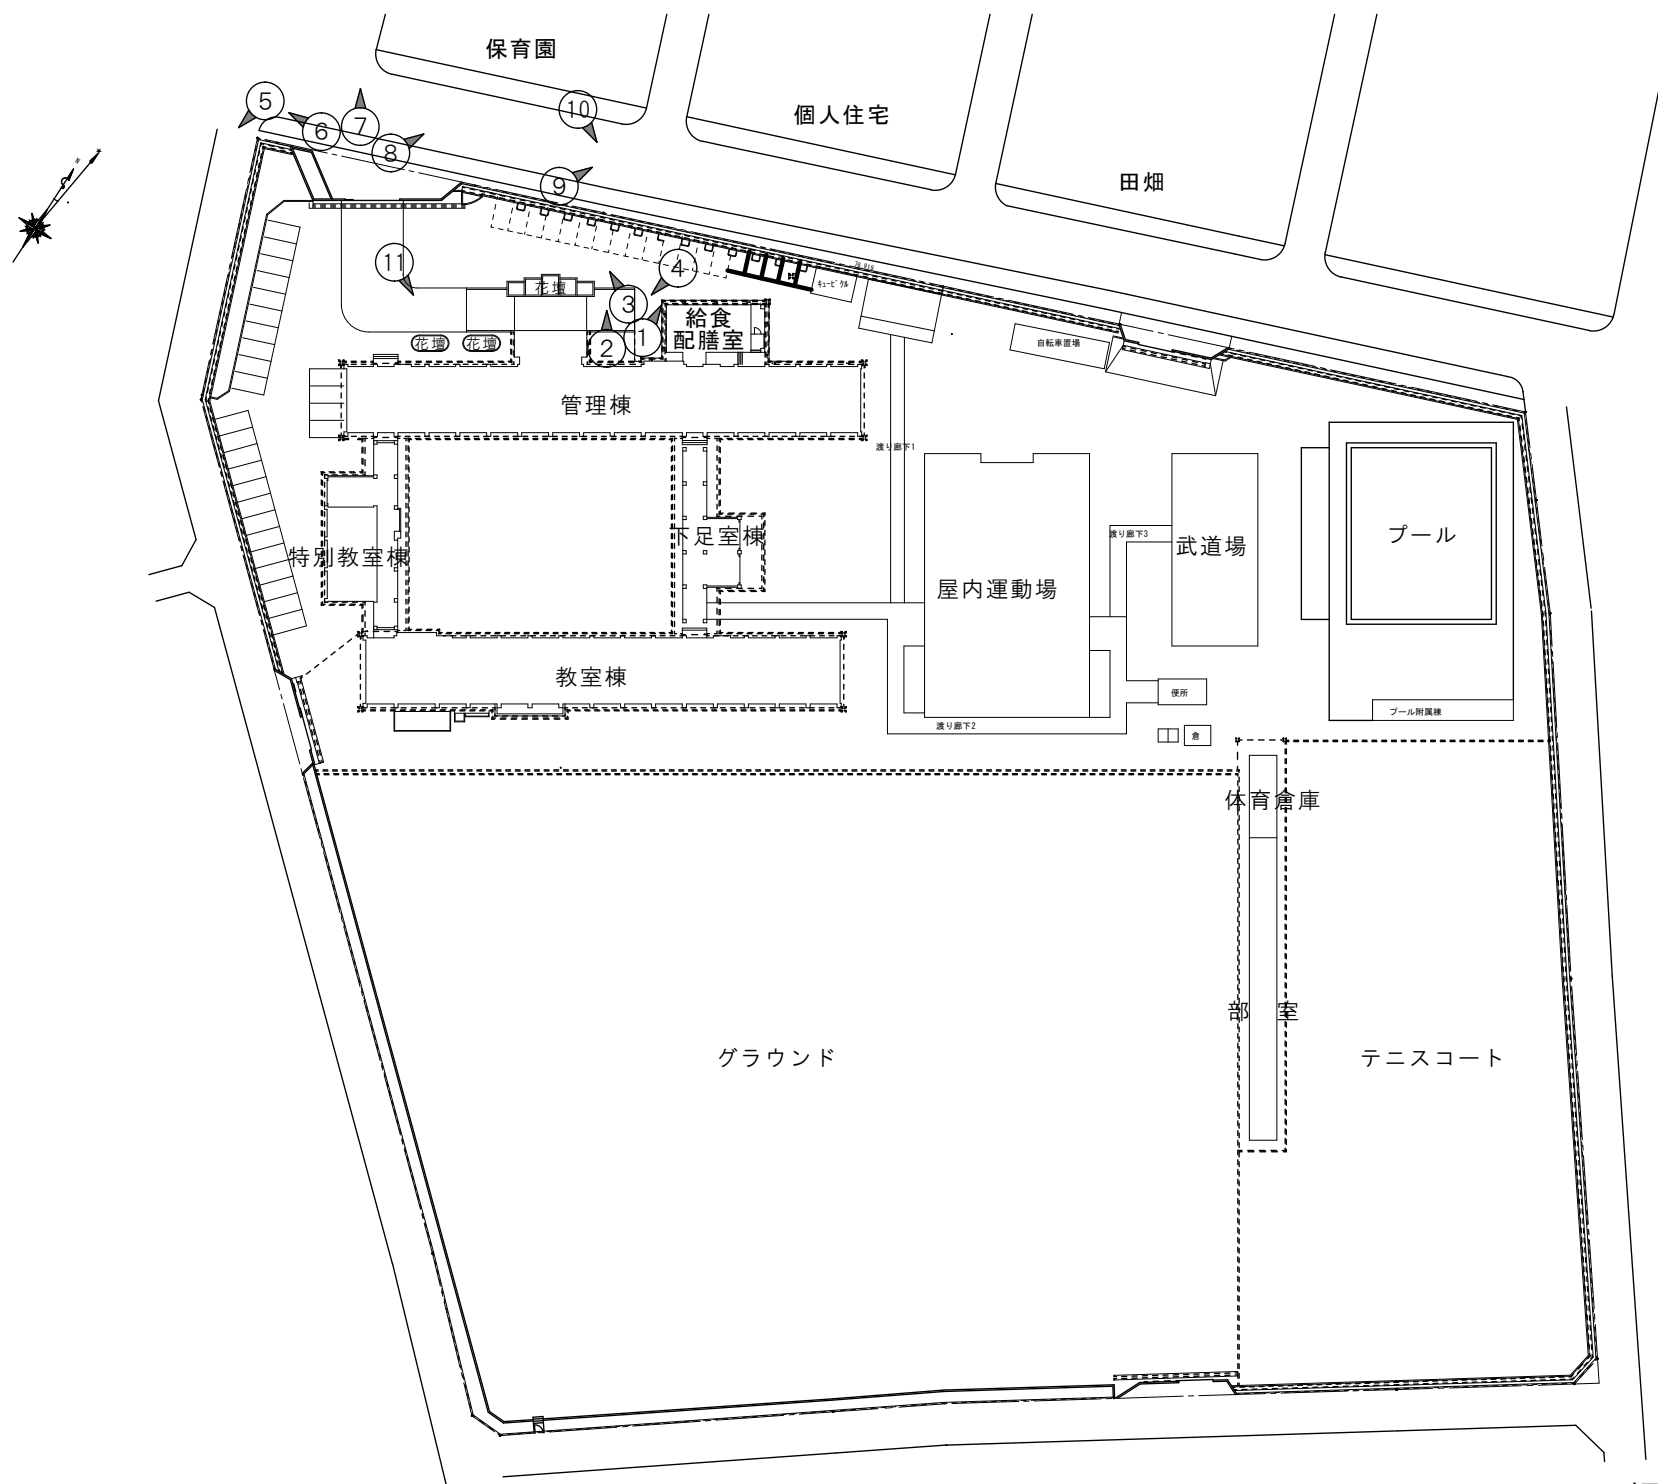 保育園
個人住宅
田畑
5
6
7
8
9
10
11
4
3
1
2
N
76,919
キュービクル
花壇
花壇
花壇
給食
配膳室
自転車置場
管理棟
渡り廊下1
特別教室棟
下足室棟
屋内運動場
渡り廊下3
武道場
プール
教室棟
便所
渡り廊下2
倉
プール附属棟
体育倉庫
部 室
グラウンド
テニスコート